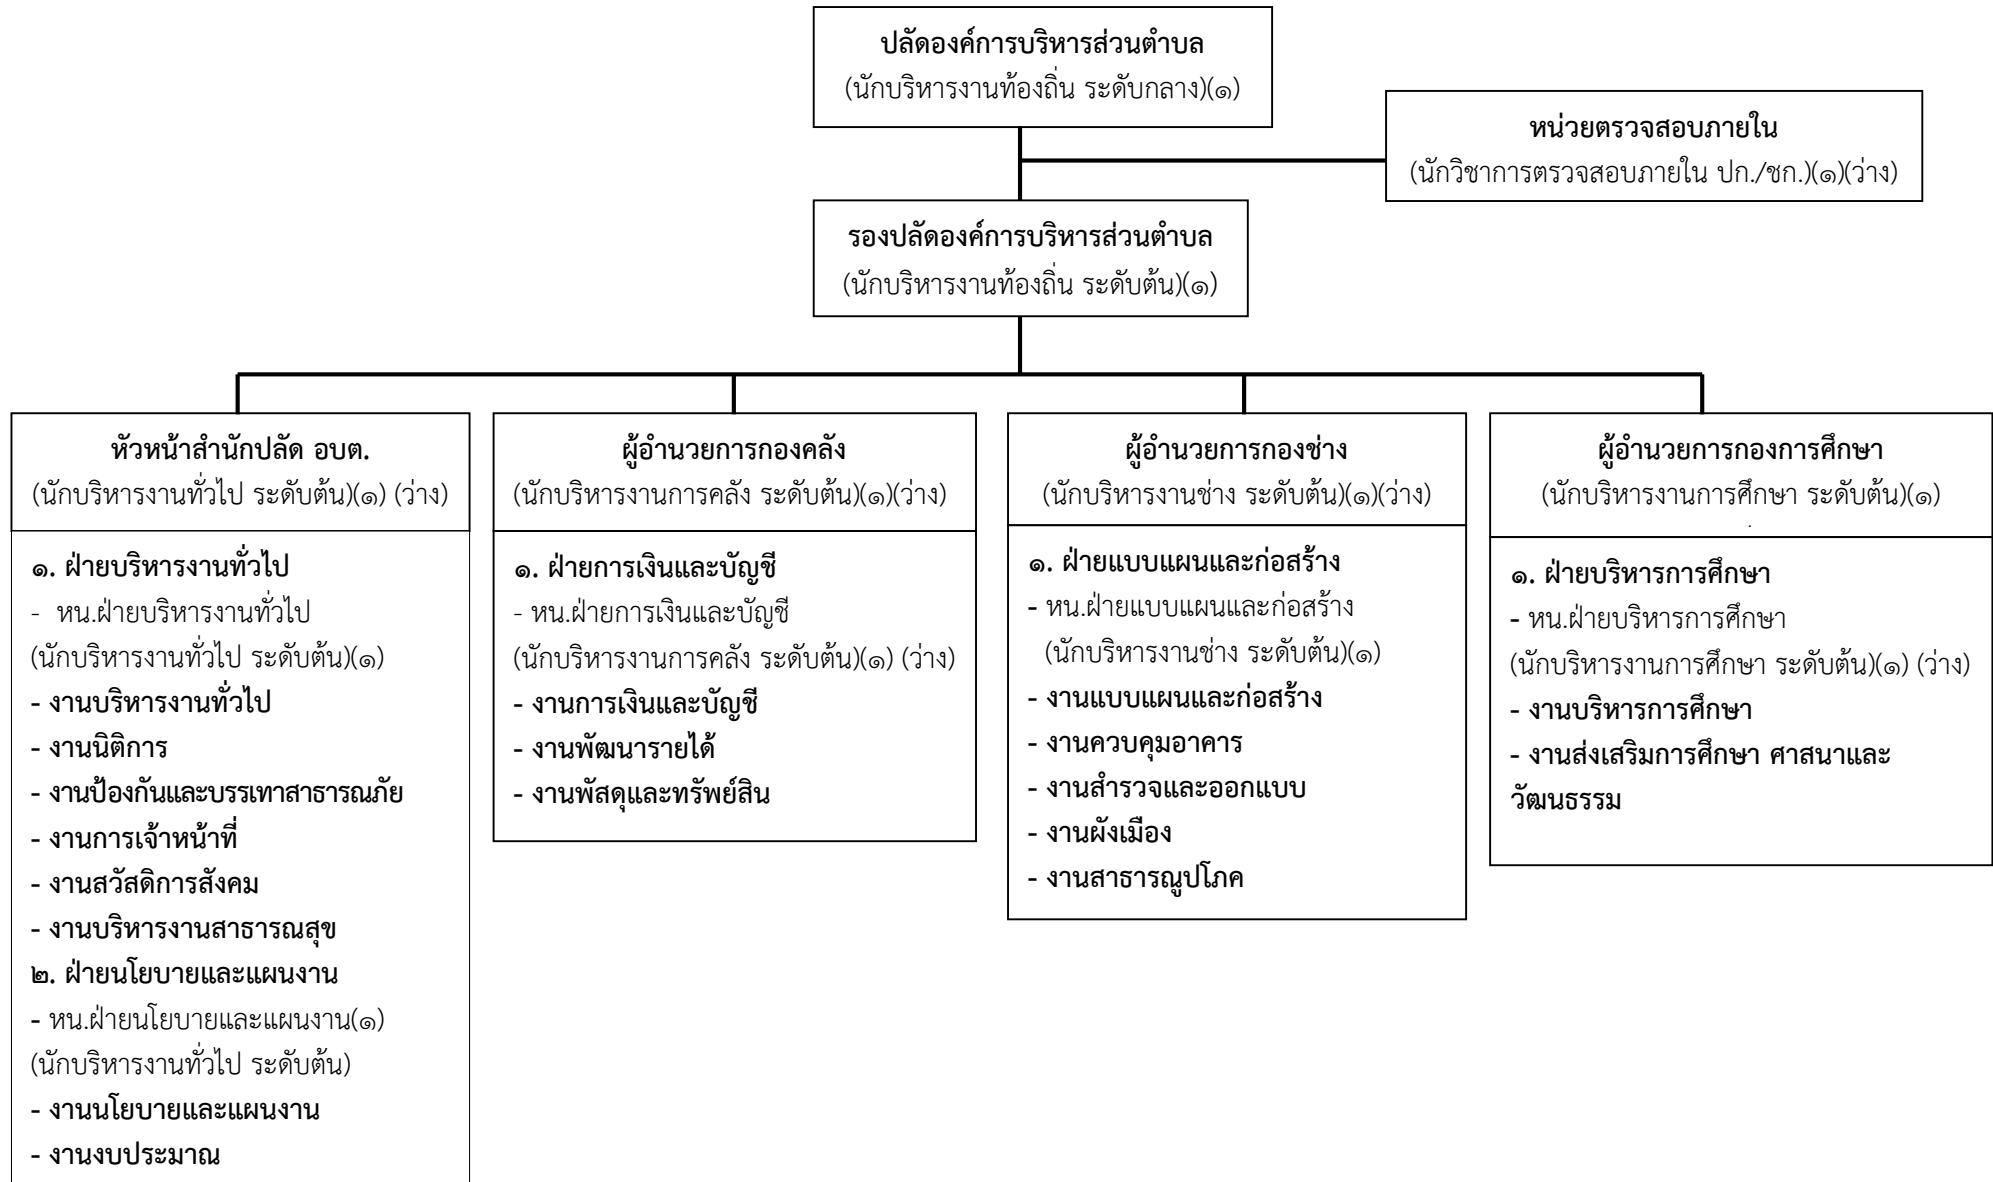 ปลัดองค์การบริหารส่วนตำบล
(นักบริหารงานท้องถิ่น ระดับกลาง)(๑)
หน่วยตรวจสอบภายใน
(นักวิชาการตรวจสอบภายใน ปก./ชก.)(๑)(ว่าง)
รองปลัดองค์การบริหารส่วนตำบล
(นักบริหารงานท้องถิ่น ระดับต้น)(๑)
หัวหน้าสำนักปลัด อบต.
(นักบริหารงานทั่วไป ระดับต้น)(๑) (ว่าง)
๑. ฝ่ายบริหารงานทั่วไป
- หน.ฝ่ายบริหารงานทั่วไป
(นักบริหารงานทั่วไป ระดับต้น)(๑)
- งานบริหารงานทั่วไป
- งานนิติการ
- งานป้องกันและบรรเทาสาธารณภัย
- งานการเจ้าหน้าที่
- งานสวัสดิการสังคม
- งานบริหารงานสาธารณสุข
๒. ฝ่ายนโยบายและแผนงาน
- หน.ฝ่ายนโยบายและแผนงาน(๑)
(นักบริหารงานทั่วไป ระดับต้น)
- งานนโยบายและแผนงาน
- งานงบประมาณ
ผู้อำนวยการกองคลัง
(นักบริหารงานการคลัง ระดับต้น)(๑)(ว่าง)
๑. ฝ่ายการเงินและบัญชี
- หน.ฝ่ายการเงินและบัญชี
(นักบริหารงานการคลัง ระดับต้น)(๑) (ว่าง)
- งานการเงินและบัญชี
- งานพัฒนารายได้
- งานพัสดุและทรัพย์สิน
ผู้อำนวยการกองช่าง
(นักบริหารงานช่าง ระดับต้น)(๑)(ว่าง)
๑. ฝ่ายแบบแผนและก่อสร้าง
- หน.ฝ่ายแบบแผนและก่อสร้าง
(นักบริหารงานช่าง ระดับต้น)(๑)
- งานแบบแผนและก่อสร้าง
- งานควบคุมอาคาร
- งานสำรวจและออกแบบ
- งานผังเมือง
- งานสาธารณูปโภค
ผู้อำนวยการกองการศึกษา
(นักบริหารงานการศึกษา ระดับต้น)(๑)
๑. ฝ่ายบริหารการศึกษา
- หน.ฝ่ายบริหารการศึกษา
(นักบริหารงานการศึกษา ระดับต้น)(๑) (ว่าง)
- งานบริหารการศึกษา
- งานส่งเสริมการศึกษา ศาสนาและ
วัฒนธรรม